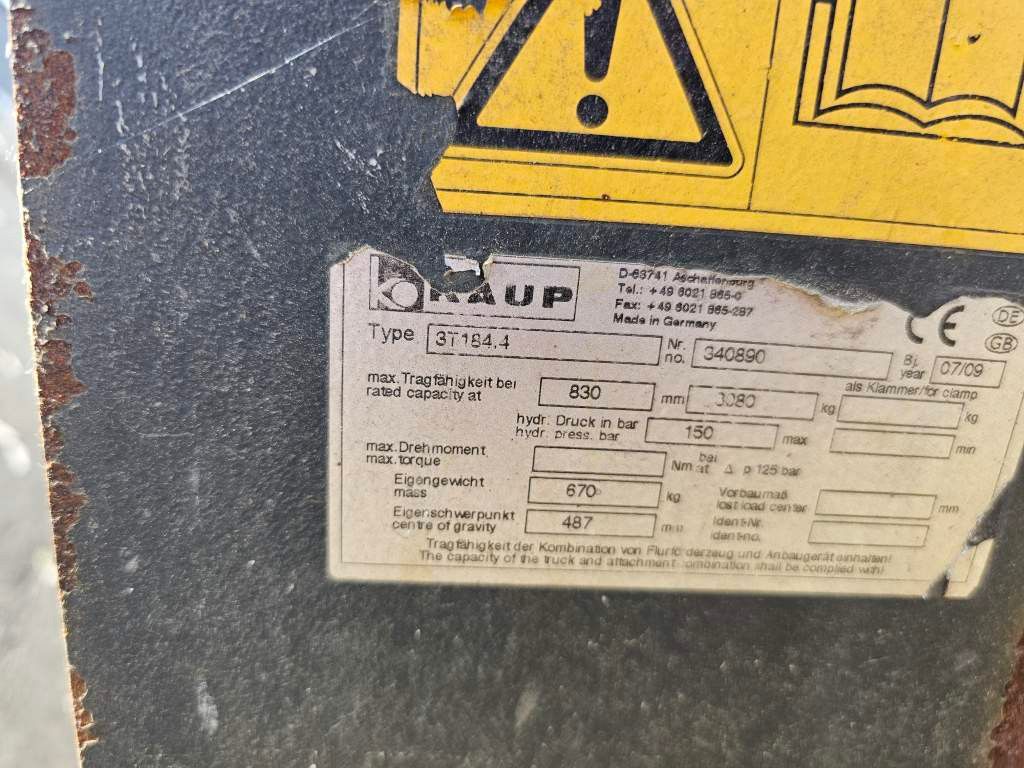 KAUP
D-63741 Aschaffenburg
Tel.: +49 6021 865-0
Fax: +49 6021 865-287
Made in Germany
CE
DE
GB
Type 3T184.4
Nr. no. 340890
Bj. year 07/09
max. Tragfähigkeit bei
rated capacity at
830 mm 3080 kg
als Klammer/for clamp
kg
hydr. Druck in bar
hydr. press. bar
150 max
min
max. Drehmoment
max. torque
Nm bei at Δ p 125 bar
Eigengewicht
mass
670 kg
Vorbaumaß
lost load center
mm
Eigenschwerpunkt
centre of gravity
487 mm
Ident-Nr.
ident-no.
Tragfähigkeit der Kombination von Flurförderzeug und Anbaugerät einhalten!
The capacity of the truck and attachment combination shall be complied with!